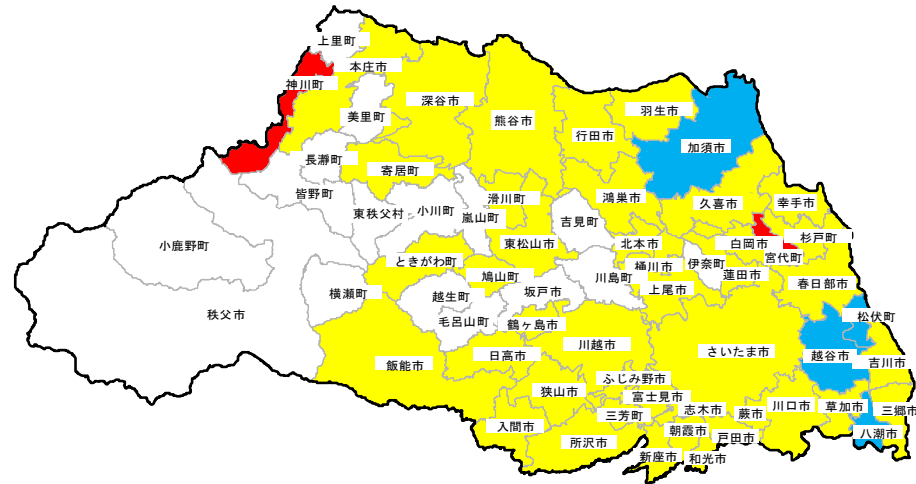 上里町
本庄市
神川町
深谷市
羽生市
美里町
熊谷市
行田市
加須市
長瀞町
寄居町
皆野町
滑川町
鴻巣市
久喜市
幸手市
東秩父村
小川町
嵐山町
吉見町
小鹿野町
東松山市
北本市
白岡市
杉戸町
宮代町
ときがわ町
鳩山町
桶川市
伊奈町
蓮田市
川島町
春日部市
横瀬町
越生町
坂戸市
上尾市
秩父市
毛呂山町
鶴ヶ島市
松伏町
川越市
さいたま市
越谷市
飯能市
日高市
吉川市
ふじみ野市
狭山市
富士見市
三芳町
志木市
蕨市
川口市
草加市
三郷市
入間市
朝霞市
戸田市
八潮市
所沢市
新座市
和光市